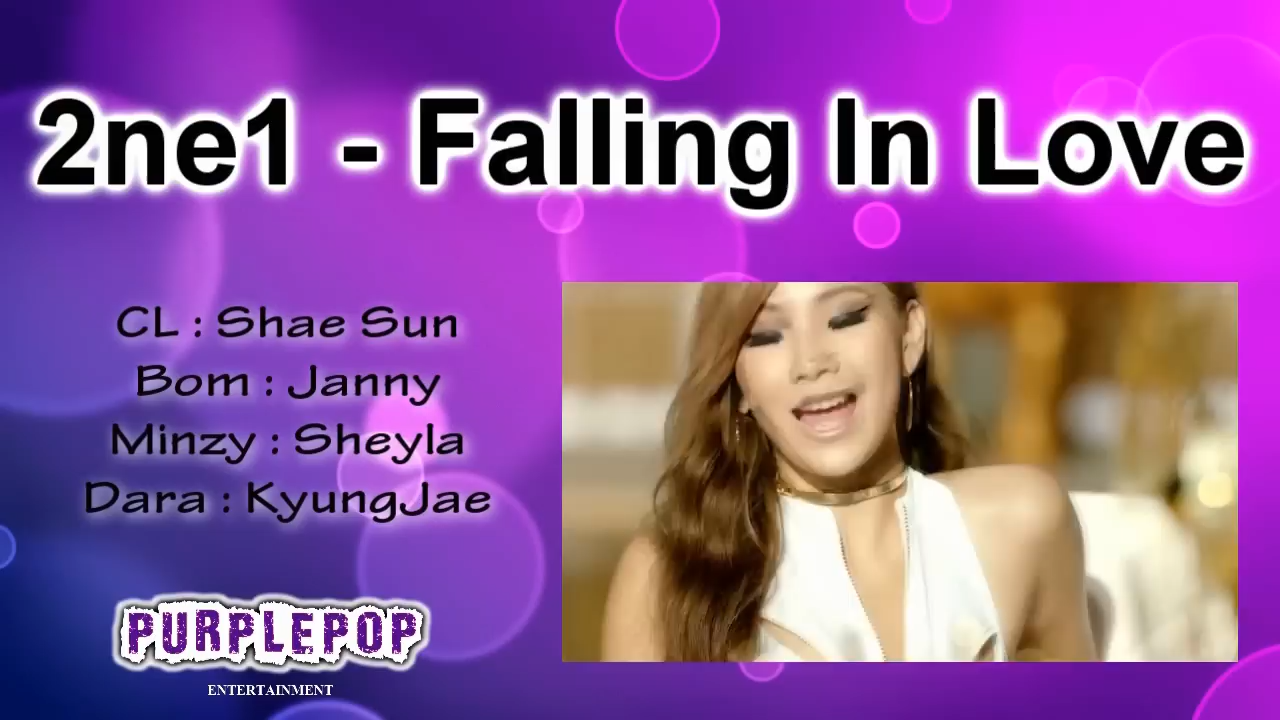 2ne1 - Falling In Love
CL : Shae Sun
Bom : Janny
Minzy : Sheyla
Dara : KyungJae
PURPLEPOP
ENTERTAINMENT